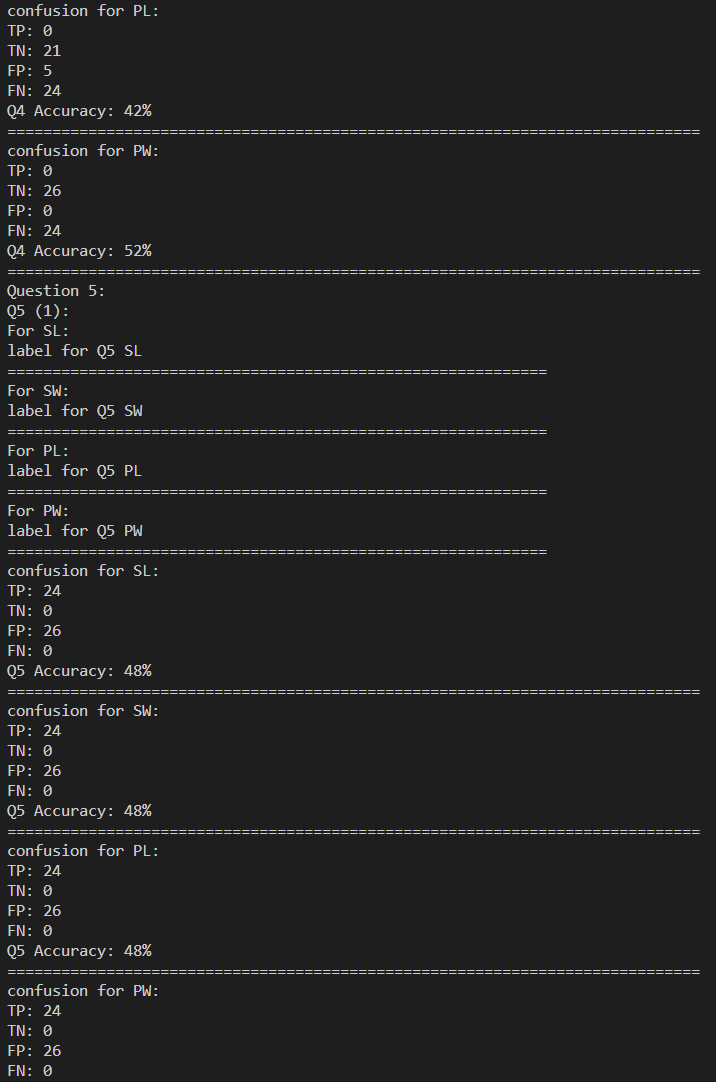 confusion for PL:
TP: 0
TN: 21
FP: 5
FN: 24
Q4 Accuracy: 42%
=============================================================================
confusion for PW:
TP: 0
TN: 26
FP: 0
FN: 24
Q4 Accuracy: 52%
=============================================================================
Question 5:
Q5 (1):
For SL:
label for Q5 SL
============================================================
For SW:
label for Q5 SW
============================================================
For PL:
label for Q5 PL
============================================================
For PW:
label for Q5 PW
============================================================
confusion for SL:
TP: 24
TN: 0
FP: 26
FN: 0
Q5 Accuracy: 48%
=============================================================================
confusion for SW:
TP: 24
TN: 0
FP: 26
FN: 0
Q5 Accuracy: 48%
=============================================================================
confusion for PL:
TP: 24
TN: 0
FP: 26
FN: 0
Q5 Accuracy: 48%
=============================================================================
confusion for PW:
TP: 24
TN: 0
FP: 26
FN: 0